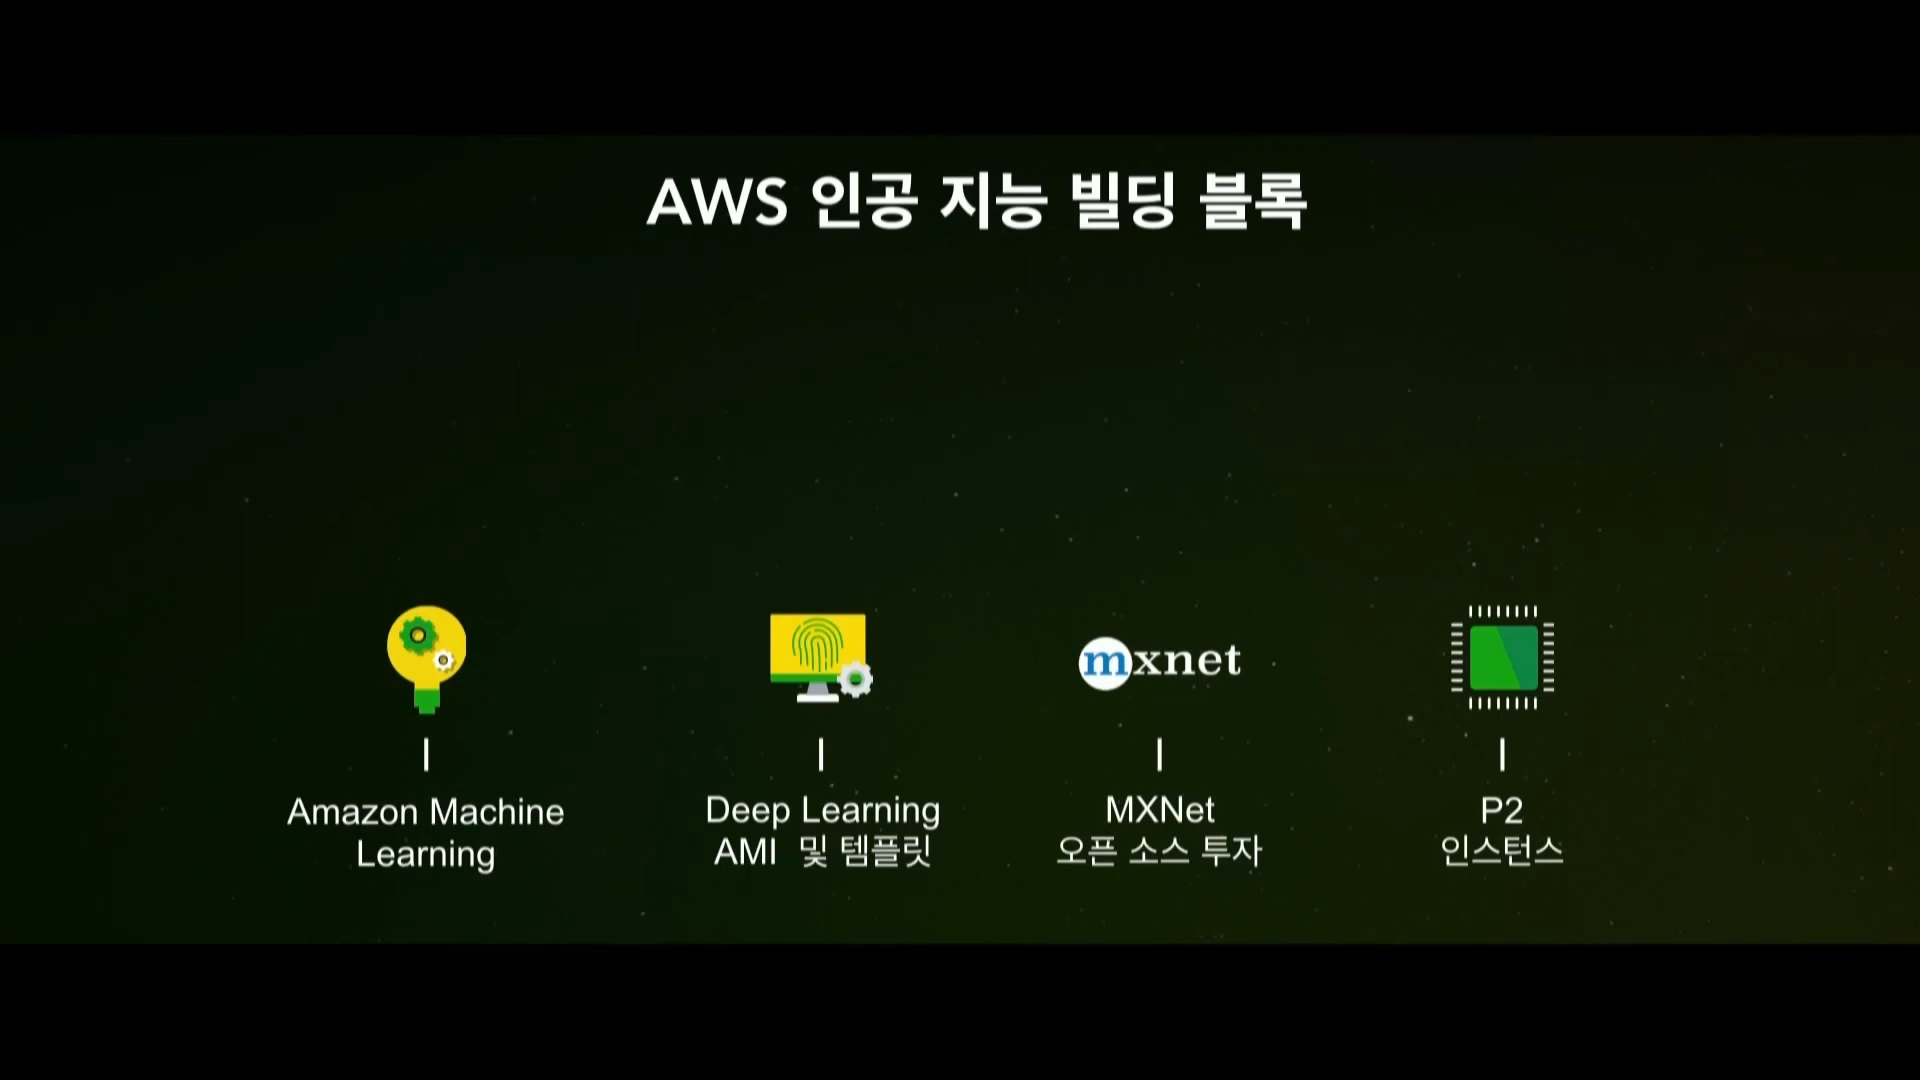 AWS 인공 지능 빌딩 블록
mxnet
Amazon Machine
Learning
Deep Learning
AMI 및 템플릿
MXNet
오픈 소스 투자
P2
인스턴스